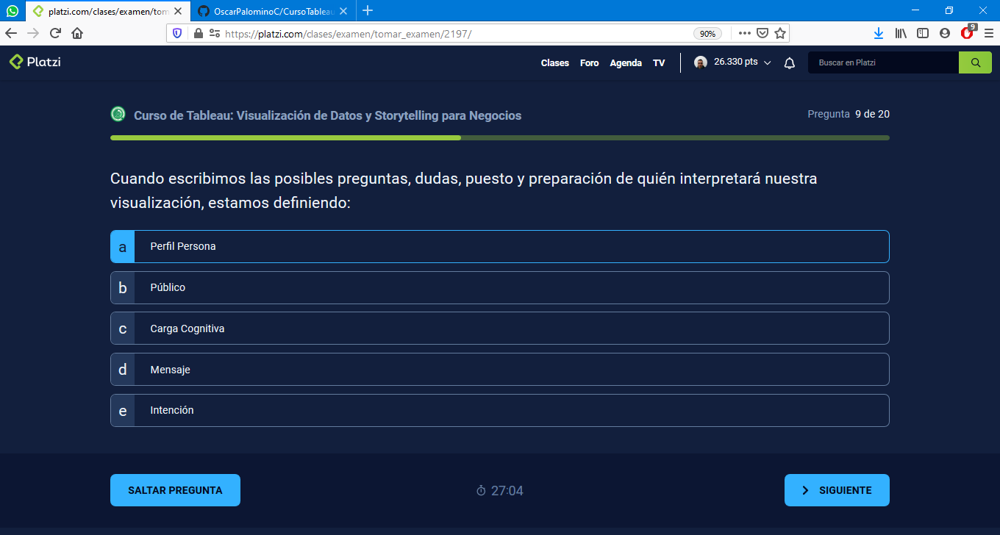 platzi.com/clases/examen/tom
OscarPalominoC/CursoTableau
https://platzi.com/clases/examen/tomar_examen/2197/
90%
9
Platzi
Clases Foro Agenda TV
26.330 pts
Buscar en Platzi
Curso de Tableau: Visualización de Datos y Storytelling para Negocios
Pregunta 9 de 20
Cuando escribimos las posibles preguntas, dudas, puesto y preparación de quién interpretará nuestra
visualización, estamos definiendo:
a Perfil Persona
b Público
c Carga Cognitiva
d Mensaje
e Intención
SALTAR PREGUNTA
27:04
SIGUIENTE